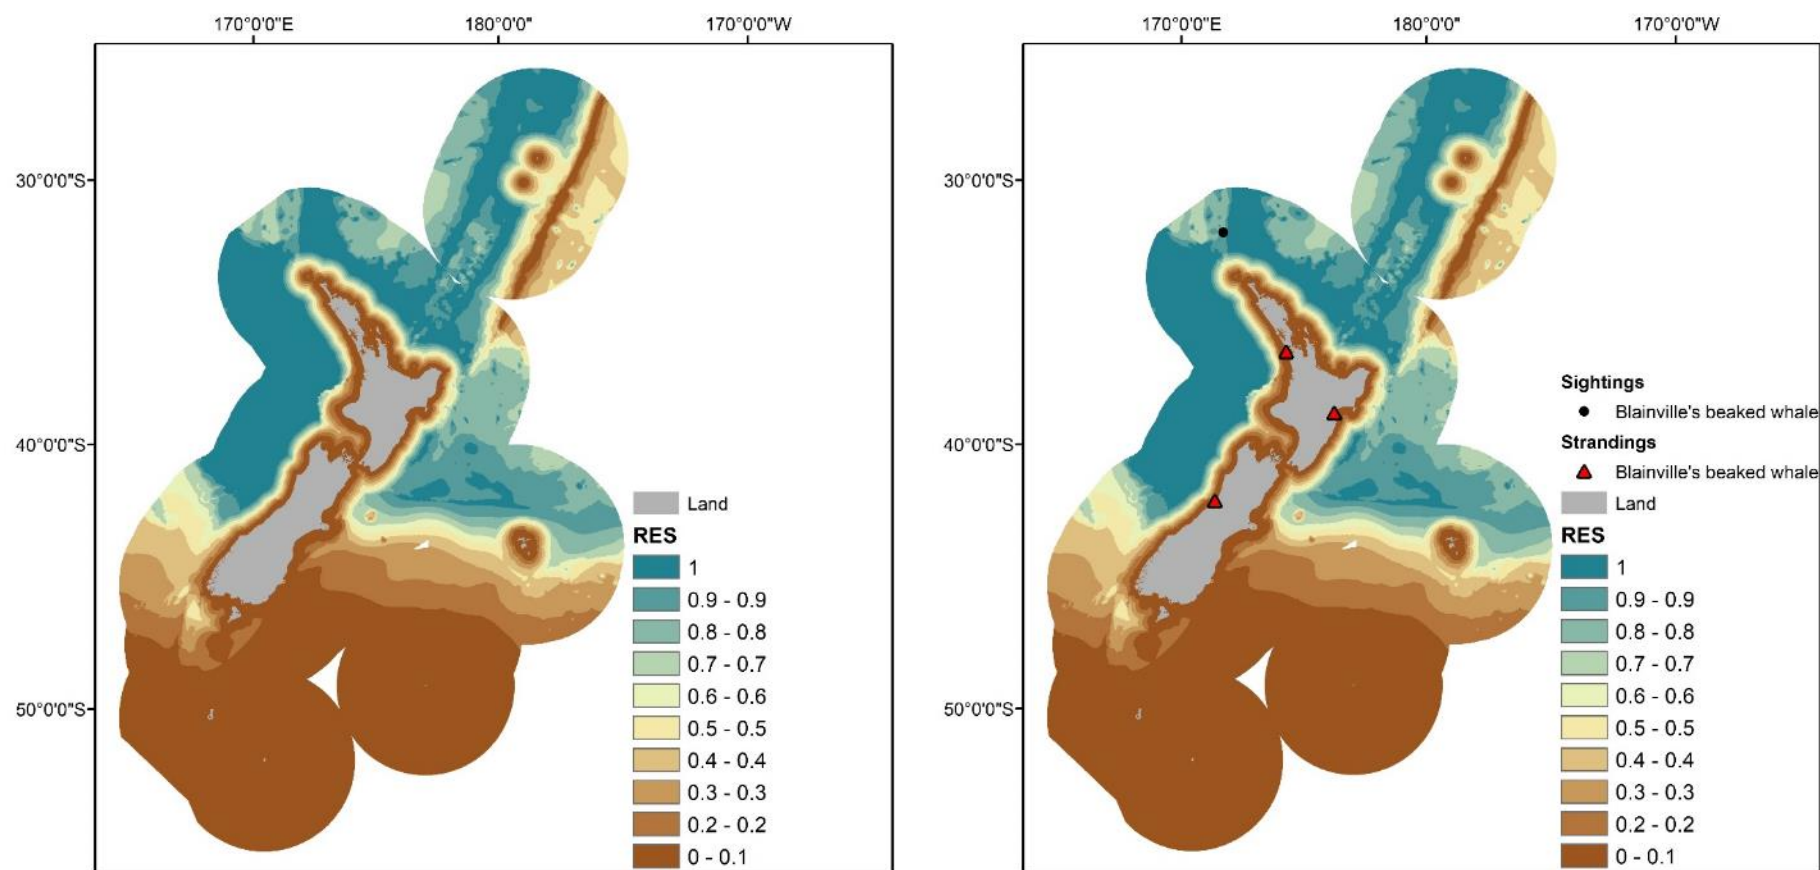 170°0'0"E 180°0'0" 170°0'0"W
30°0'0"S
40°0'0"S
50°0'0"S
Land
RES
1
0.9 - 0.9
0.8 - 0.8
0.7 - 0.7
0.6 - 0.6
0.5 - 0.5
0.4 - 0.4
0.3 - 0.3
0.2 - 0.2
0 - 0.1
170°0'0"E 180°0'0" 170°0'0"W
30°0'0"S
40°0'0"S
50°0'0"S
Sightings
Blainville's beaked whale
Strandings
Blainville's beaked whale
Land
RES
1
0.9 - 0.9
0.8 - 0.8
0.7 - 0.7
0.6 - 0.6
0.5 - 0.5
0.4 - 0.4
0.3 - 0.3
0.2 - 0.2
0 - 0.1